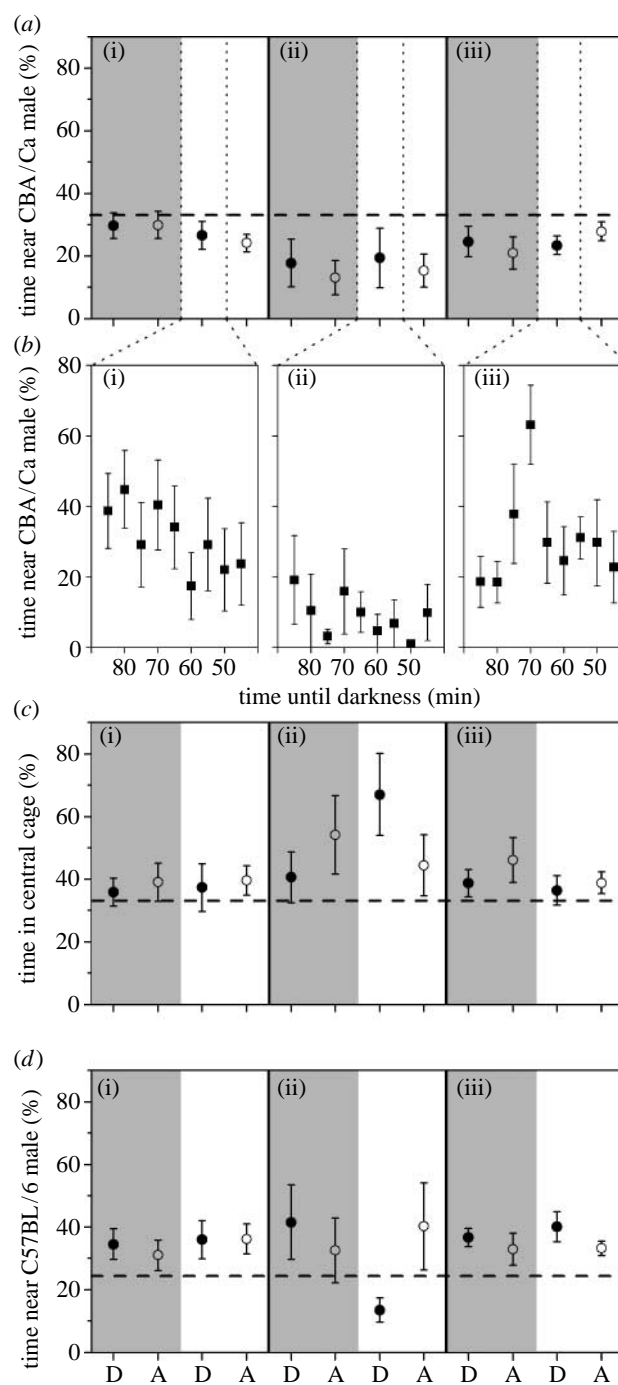 (a)
(i) (ii) (iii)
time near CBA/Ca male (%)
80
60
40
20
0
(b)
(i) (ii) (iii)
time near CBA/Ca male (%)
80
60
40
20
0
80 70 60 50 80 70 60 50 80 70 60 50
time until darkness (min)
(c)
(i) (ii) (iii)
time in central cage (%)
80
60
40
20
0
(d)
(i) (ii) (iii)
time near C57BL/6 male (%)
80
60
40
20
0
D A D A D A D A D A D A